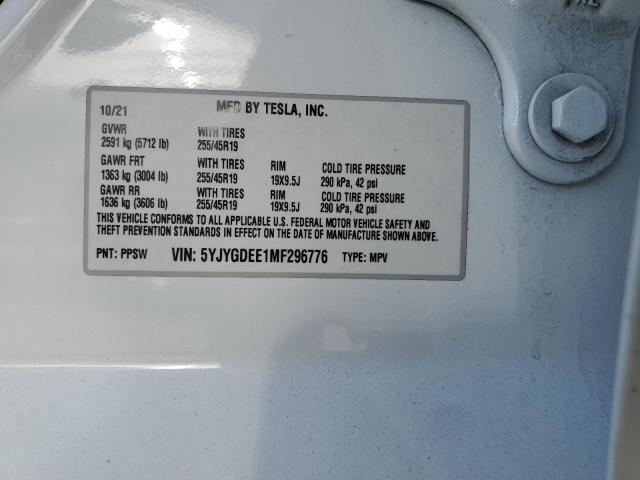 10/21 MFD BY TESLA, INC.
GVWR WITH TIRES
2591 kg (5712 lb) 255/45R19
GAWR FRT WITH TIRES RIM COLD TIRE PRESSURE
1363 kg (3004 lb) 255/45R19 19X9.5J 290 kPa, 42 psi
GAWR RR WITH TIRES RIM COLD TIRE PRESSURE
1636 kg (3606 lb) 255/45R19 19X9.5J 290 kPa, 42 psi
THIS VEHICLE CONFORMS TO ALL APPLICABLE U.S. FEDERAL MOTOR VEHICLE SAFETY AND
THEFT PREVENTION STANDARDS IN EFFECT ON THE DATE OF MANUFACTURE SHOWN ABOVE.
PNT: PPSW VIN: 5YJYGDEE1MF296776 TYPE: MPV